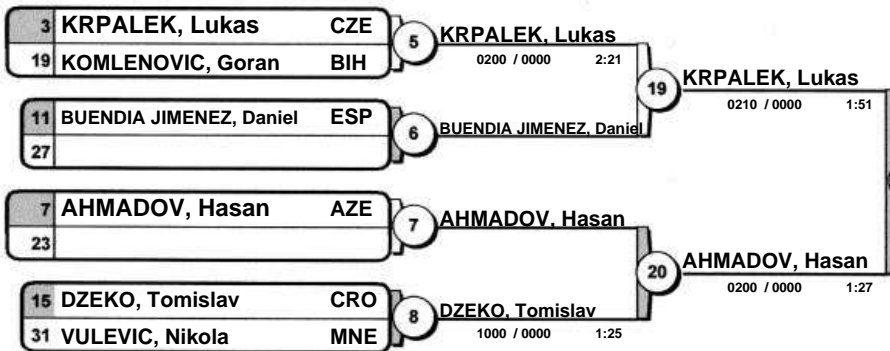 3 KRPALEK, Lukas CZE
19 KOMLENOVIC, Goran BIH
5
KRPALEK, Lukas
0200 / 0000 2:21
11 BUENDIA JIMENEZ, Daniel ESP
27
6
BUENDIA JIMENEZ, Daniel
19
KRPALEK, Lukas
0210 / 0000 1:51
7 AHMADOV, Hasan AZE
23
7
AHMADOV, Hasan
15 DZEKO, Tomislav CRO
31 VULEVIC, Nikola MNE
8
DZEKO, Tomislav
1000 / 0000 1:25
20
AHMADOV, Hasan
0200 / 0000 1:27